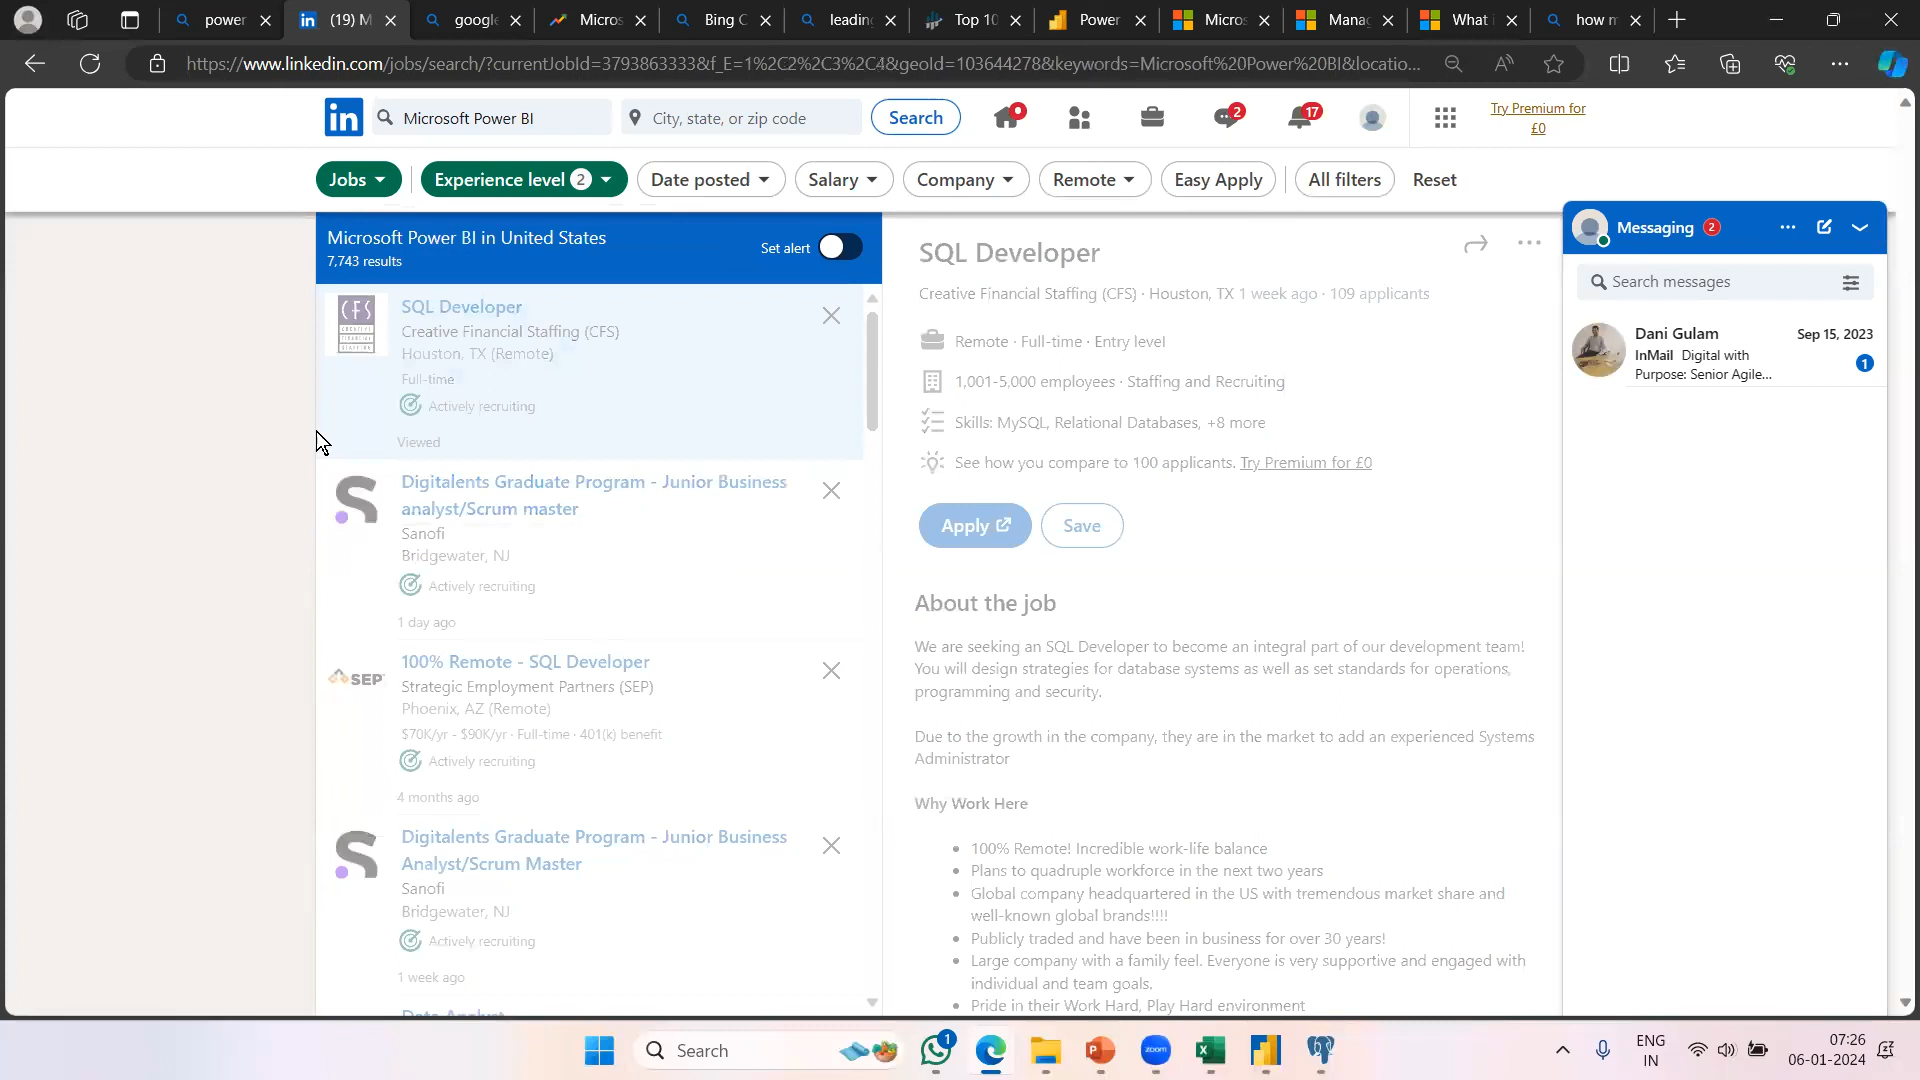 power
(19) M
google
Micros
Bing C
leading
Top 10
Power
Micros
Mana
What i
how m
https://www.linkedin.com/jobs/search/?currentJobId=3793863333&f_E=1%2C2%2C3%2C4&geoId=103644278&keywords=Microsoft%20Power%20BI&locatio...
in
Microsoft Power BI
City, state, or zip code
Search
2
17
Try Premium for
£0
Jobs
Experience level 2
Date posted
Salary
Company
Remote
Easy Apply
All filters
Reset
Microsoft Power BI in United States
7,743 results
Set alert
CFS
CREATIVE
FINANCIAL
STAFFING
SQL Developer
Creative Financial Staffing (CFS)
Houston, TX (Remote)
Full-time
Actively recruiting
Viewed
Digitalents Graduate Program - Junior Business
analyst/Scrum master
Sanofi
Bridgewater, NJ
Actively recruiting
1 day ago
SEP
100% Remote - SQL Developer
Strategic Employment Partners (SEP)
Phoenix, AZ (Remote)
$70K/yr - $90K/yr · Full-time · 401(k) benefit
Actively recruiting
4 months ago
Digitalents Graduate Program - Junior Business
Analyst/Scrum Master
Sanofi
Bridgewater, NJ
Actively recruiting
1 week ago
Data Analyst
SQL Developer
Creative Financial Staffing (CFS) · Houston, TX 1 week ago · 109 applicants
Remote · Full-time · Entry level
1,001-5,000 employees · Staffing and Recruiting
Skills: MySQL, Relational Databases, +8 more
See how you compare to 100 applicants. Try Premium for £0
Apply
Save
About the job
We are seeking an SQL Developer to become an integral part of our development team!
You will design strategies for database systems as well as set standards for operations,
programming and security.
Due to the growth in the company, they are in the market to add an experienced Systems
Administrator
Why Work Here
• 100% Remote! Incredible work-life balance
• Plans to quadruple workforce in the next two years
• Global company headquartered in the US with tremendous market share and
well-known global brands!!!!
• Publicly traded and have been in business for over 30 years!
• Large company with a family feel. Everyone is very supportive and engaged with
individual and team goals.
• Pride in their Work Hard, Play Hard environment
Messaging 2
Search messages
Dani Gulam
Sep 15, 2023
InMail Digital with
Purpose: Senior Agile...
1
Search
1
zoom
ENG
IN
07:26
06-01-2024